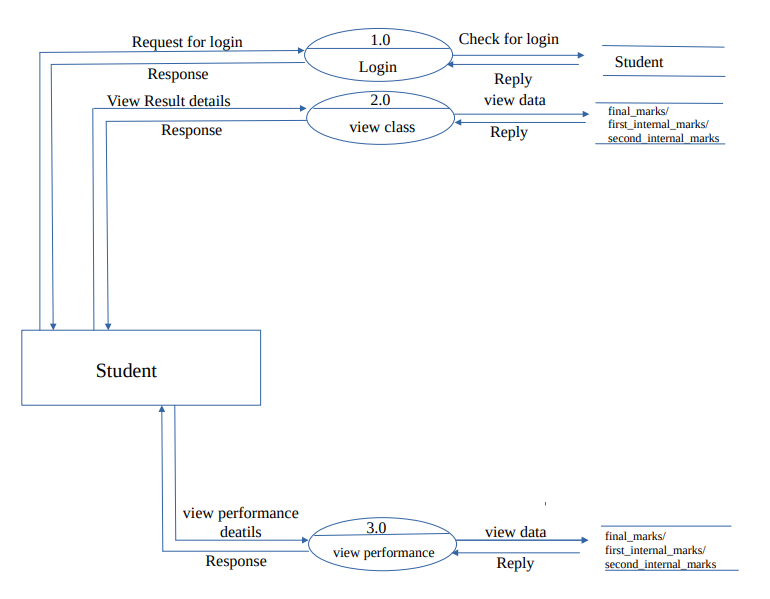 Request for login
1.0
Check for login
Login
Student
Response
Reply
View Result details
2.0
view data
final_marks/
first_internal_marks/
second_internal_marks
Response
view class
Reply
Student
view performance
deatils
3.0
view data
final_marks/
first_internal_marks/
second_internal_marks
view performance
Response
Reply